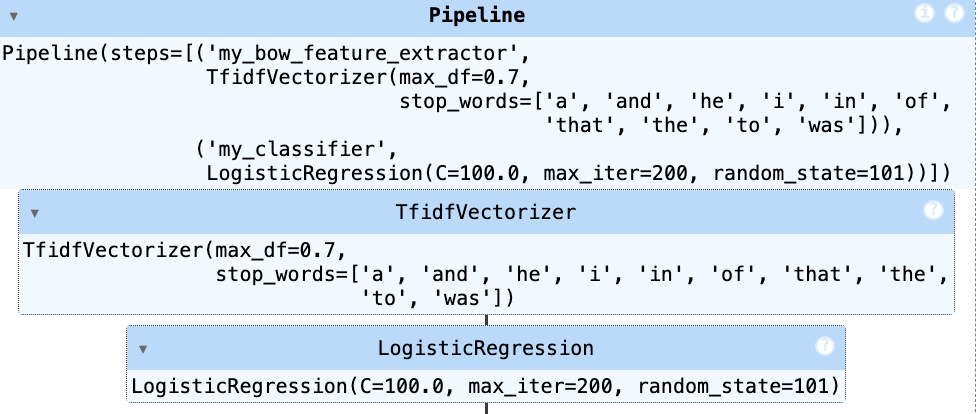 Pipeline
Pipeline(steps=[('my_bow_feature_extractor',
TfidfVectorizer(max_df=0.7,
stop_words=['a', 'and', 'he', 'i', 'in', 'of',
'that', 'the', 'to', 'was'])),
('my_classifier',
LogisticRegression(C=100.0, max_iter=200, random_state=101))])
TfidfVectorizer
TfidfVectorizer(max_df=0.7,
stop_words=['a', 'and', 'he', 'i', 'in', 'of', 'that', 'the',
'to', 'was'])
LogisticRegression
LogisticRegression(C=100.0, max_iter=200, random_state=101)